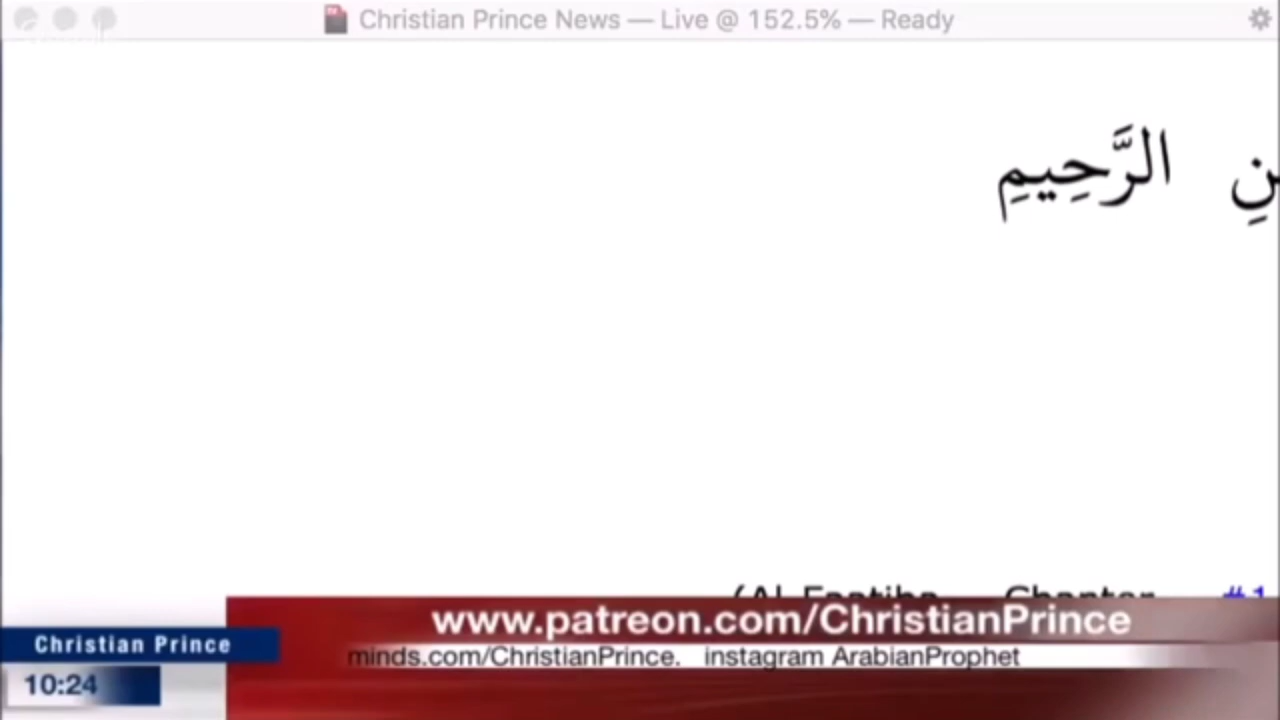 Christian Prince News — Live @ 152.5% — Ready
الرَّحِيمِ
#1
www.patreon.com/ChristianPrince
minds.com/ChristianPrince. instagram ArabianProphet
Christian Prince
10:24